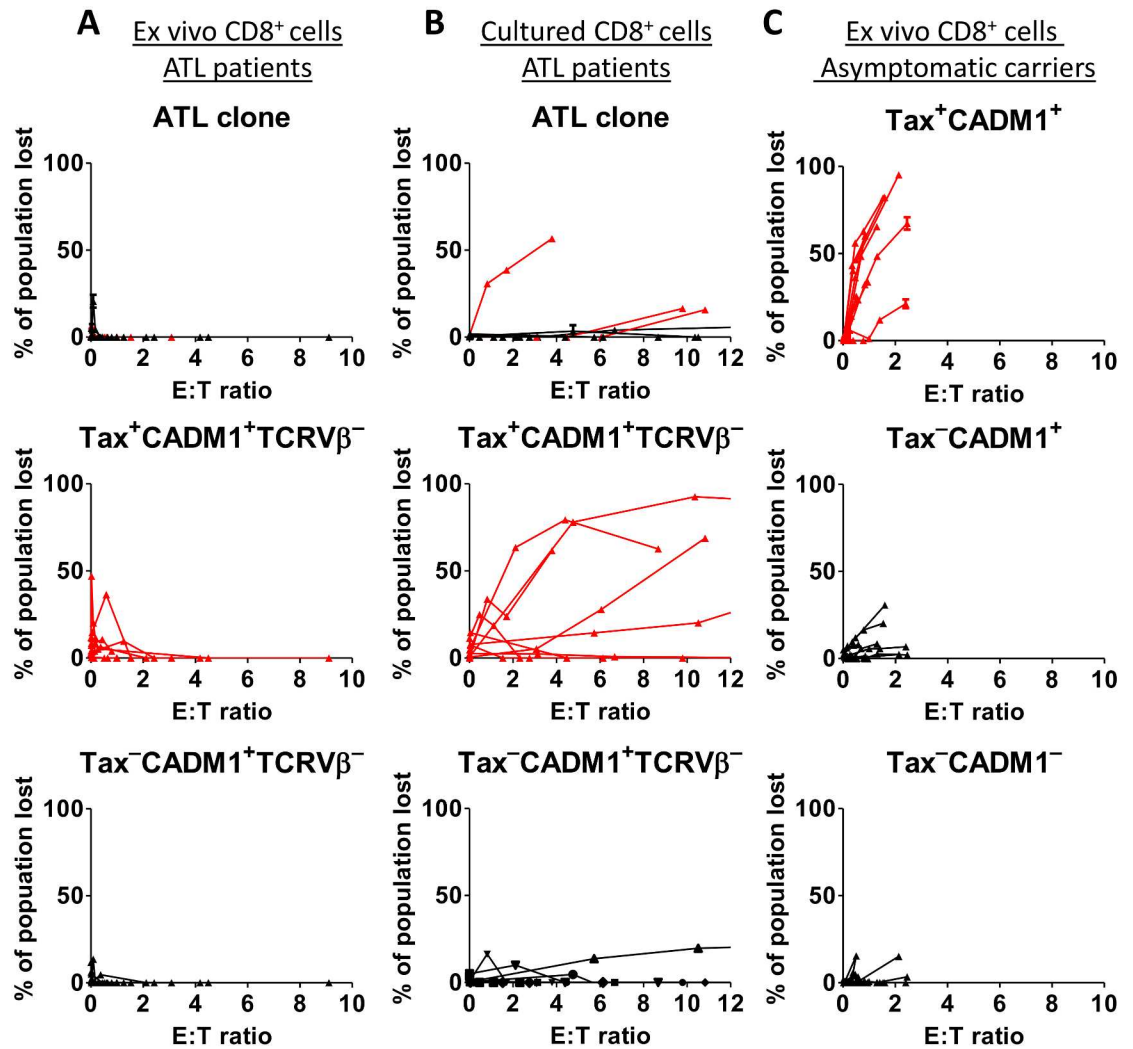 A Ex vivo CD8⁺ cells
ATL patients
ATL clone
% of population lost
100
50
0
0 2 4 6 8 10
E:T ratio
Tax⁺CADM1⁺TCRVβ⁻
% of population lost
100
50
0
0 2 4 6 8 10
E:T ratio
Tax⁻CADM1⁺TCRVβ⁻
% of popuation lost
100
50
0
0 2 4 6 8 10
E:T ratio
B Cultured CD8⁺ cells
ATL patients
ATL clone
% of population lost
100
50
0
0 2 4 6 8 10 12
E:T ratio
Tax⁺CADM1⁺TCRVβ⁻
% of population lost
100
50
0
0 2 4 6 8 10 12
E:T ratio
Tax⁻CADM1⁺TCRVβ⁻
% of population lost
100
50
0
0 2 4 6 8 10 12
E:T ratio
C Ex vivo CD8⁺ cells
Asymptomatic carriers
Tax⁺CADM1⁺
% of population lost
100
50
0
0 2 4 6 8 10
E:T ratio
Tax⁻CADM1⁺
% of population lost
100
50
0
0 2 4 6 8 10
E:T ratio
Tax⁻CADM1⁻
% of population lost
100
50
0
0 2 4 6 8 10
E:T ratio